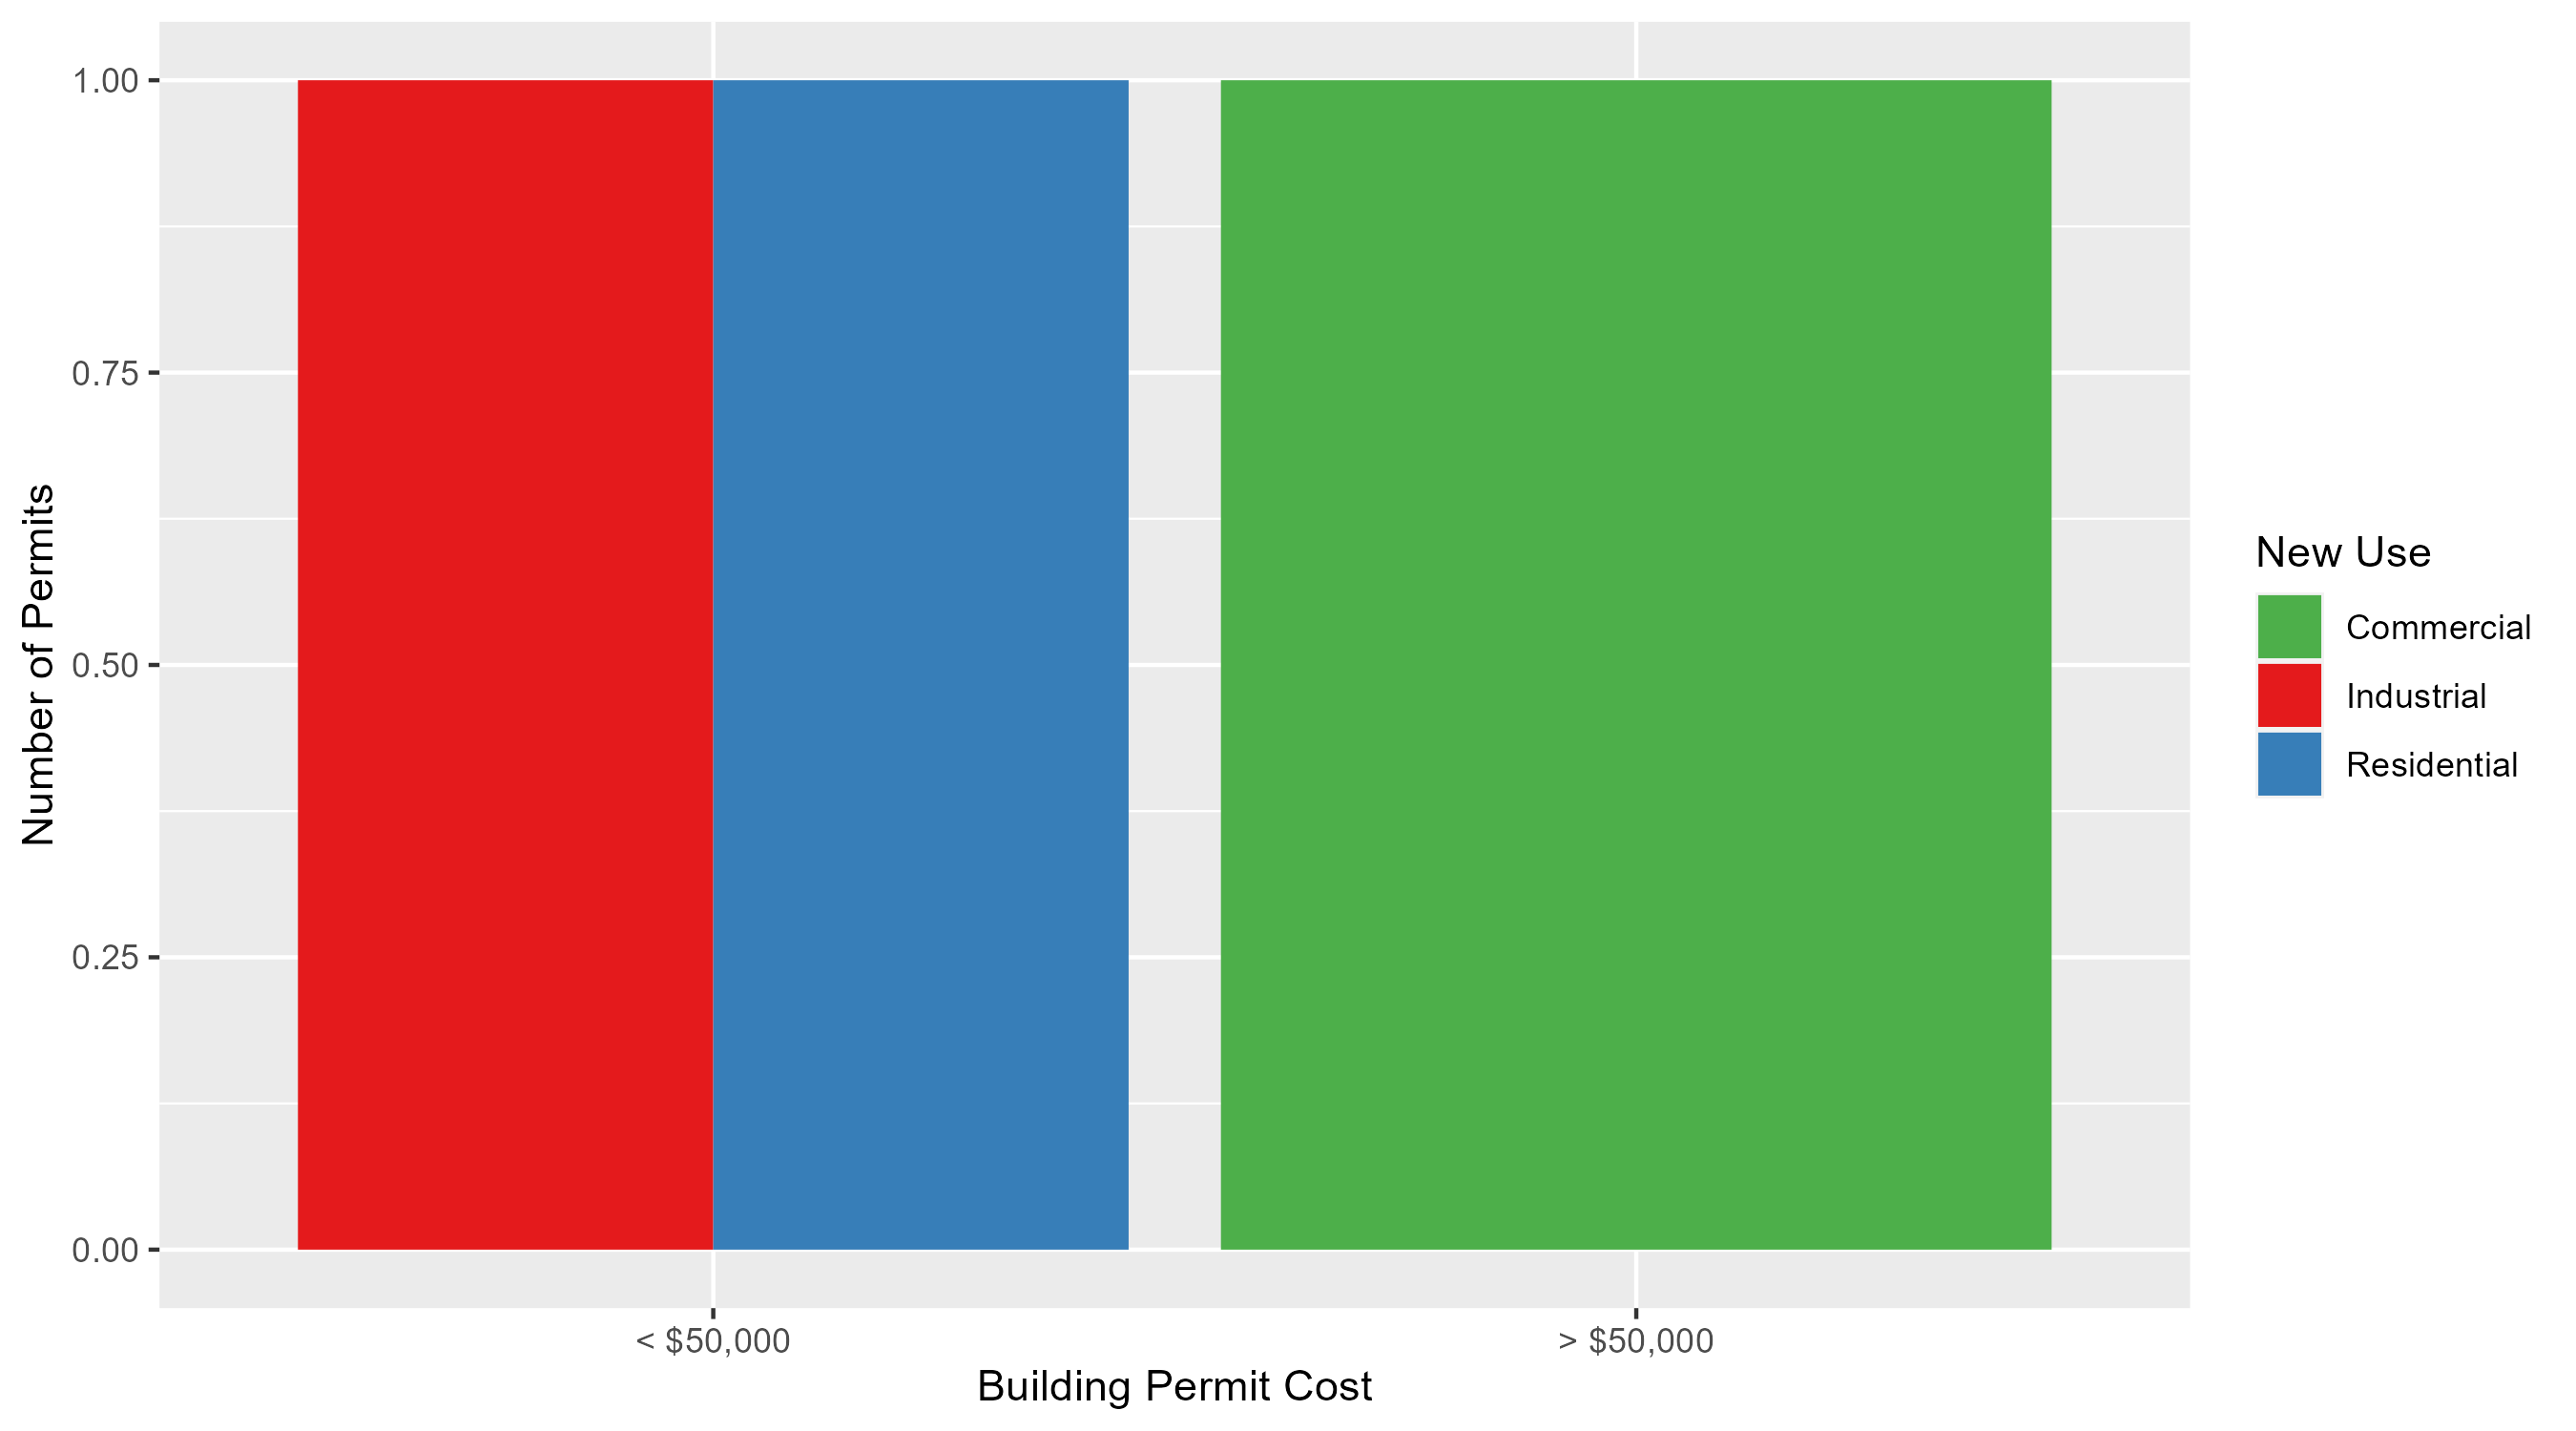 Number of Permits
1.00
0.75
0.50
0.25
0.00
< $50,000
> $50,000
Building Permit Cost
New Use
Commercial
Industrial
Residential